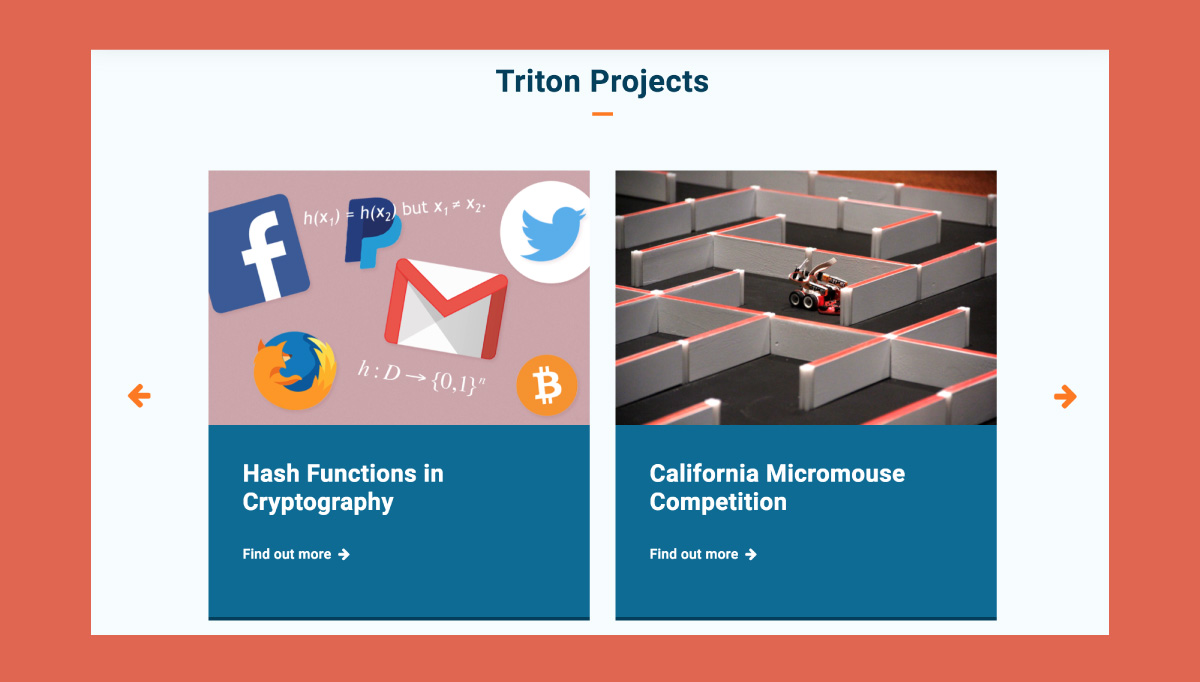 Triton Projects
h(x₁) = h(x₂) but x₁ ≠ x₂.
h : D → {0,1}ⁿ
Hash Functions in
Cryptography
Find out more →
California Micromouse
Competition
Find out more →